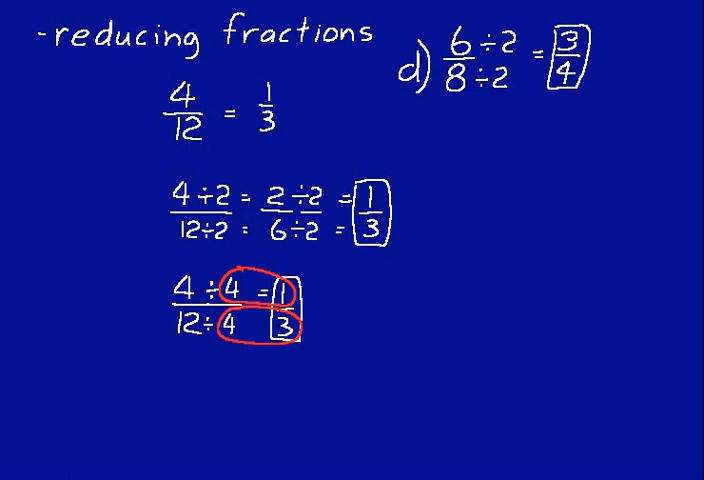 -reducing fractions
4/12 = 1/3
4÷2/12÷2 = 2÷2/6÷2 = 1/3
4÷4/12÷4 = 1/3
d) 6÷2/8÷2 = 3/4